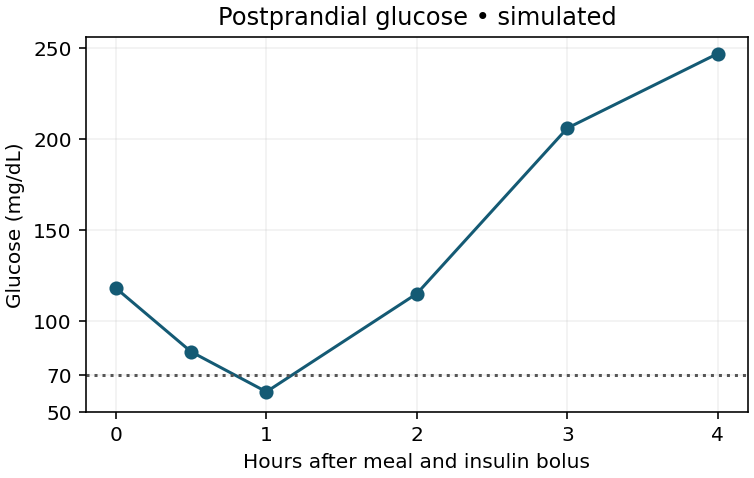 Postprandial glucose • simulated
Glucose (mg/dL)
250
200
150
100
70
50
0 1 2 3 4
Hours after meal and insulin bolus